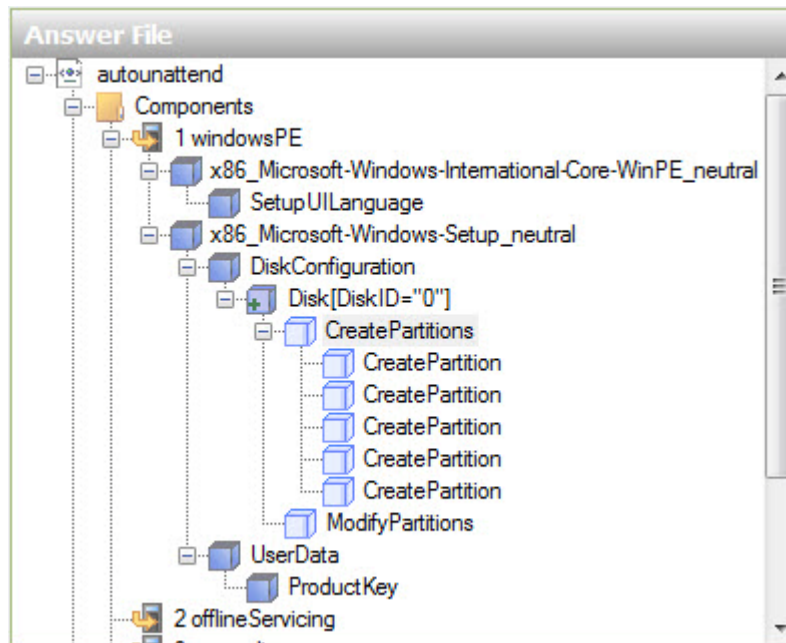 Answer File
autounattend
Components
1 windowsPE
x86_Microsoft-Windows-International-Core-WinPE_neutral
SetupUILanguage
x86_Microsoft-Windows-Setup_neutral
DiskConfiguration
Disk[DiskID="0"]
CreatePartitions
CreatePartition
CreatePartition
CreatePartition
CreatePartition
CreatePartition
ModifyPartitions
UserData
ProductKey
2 offlineServicing